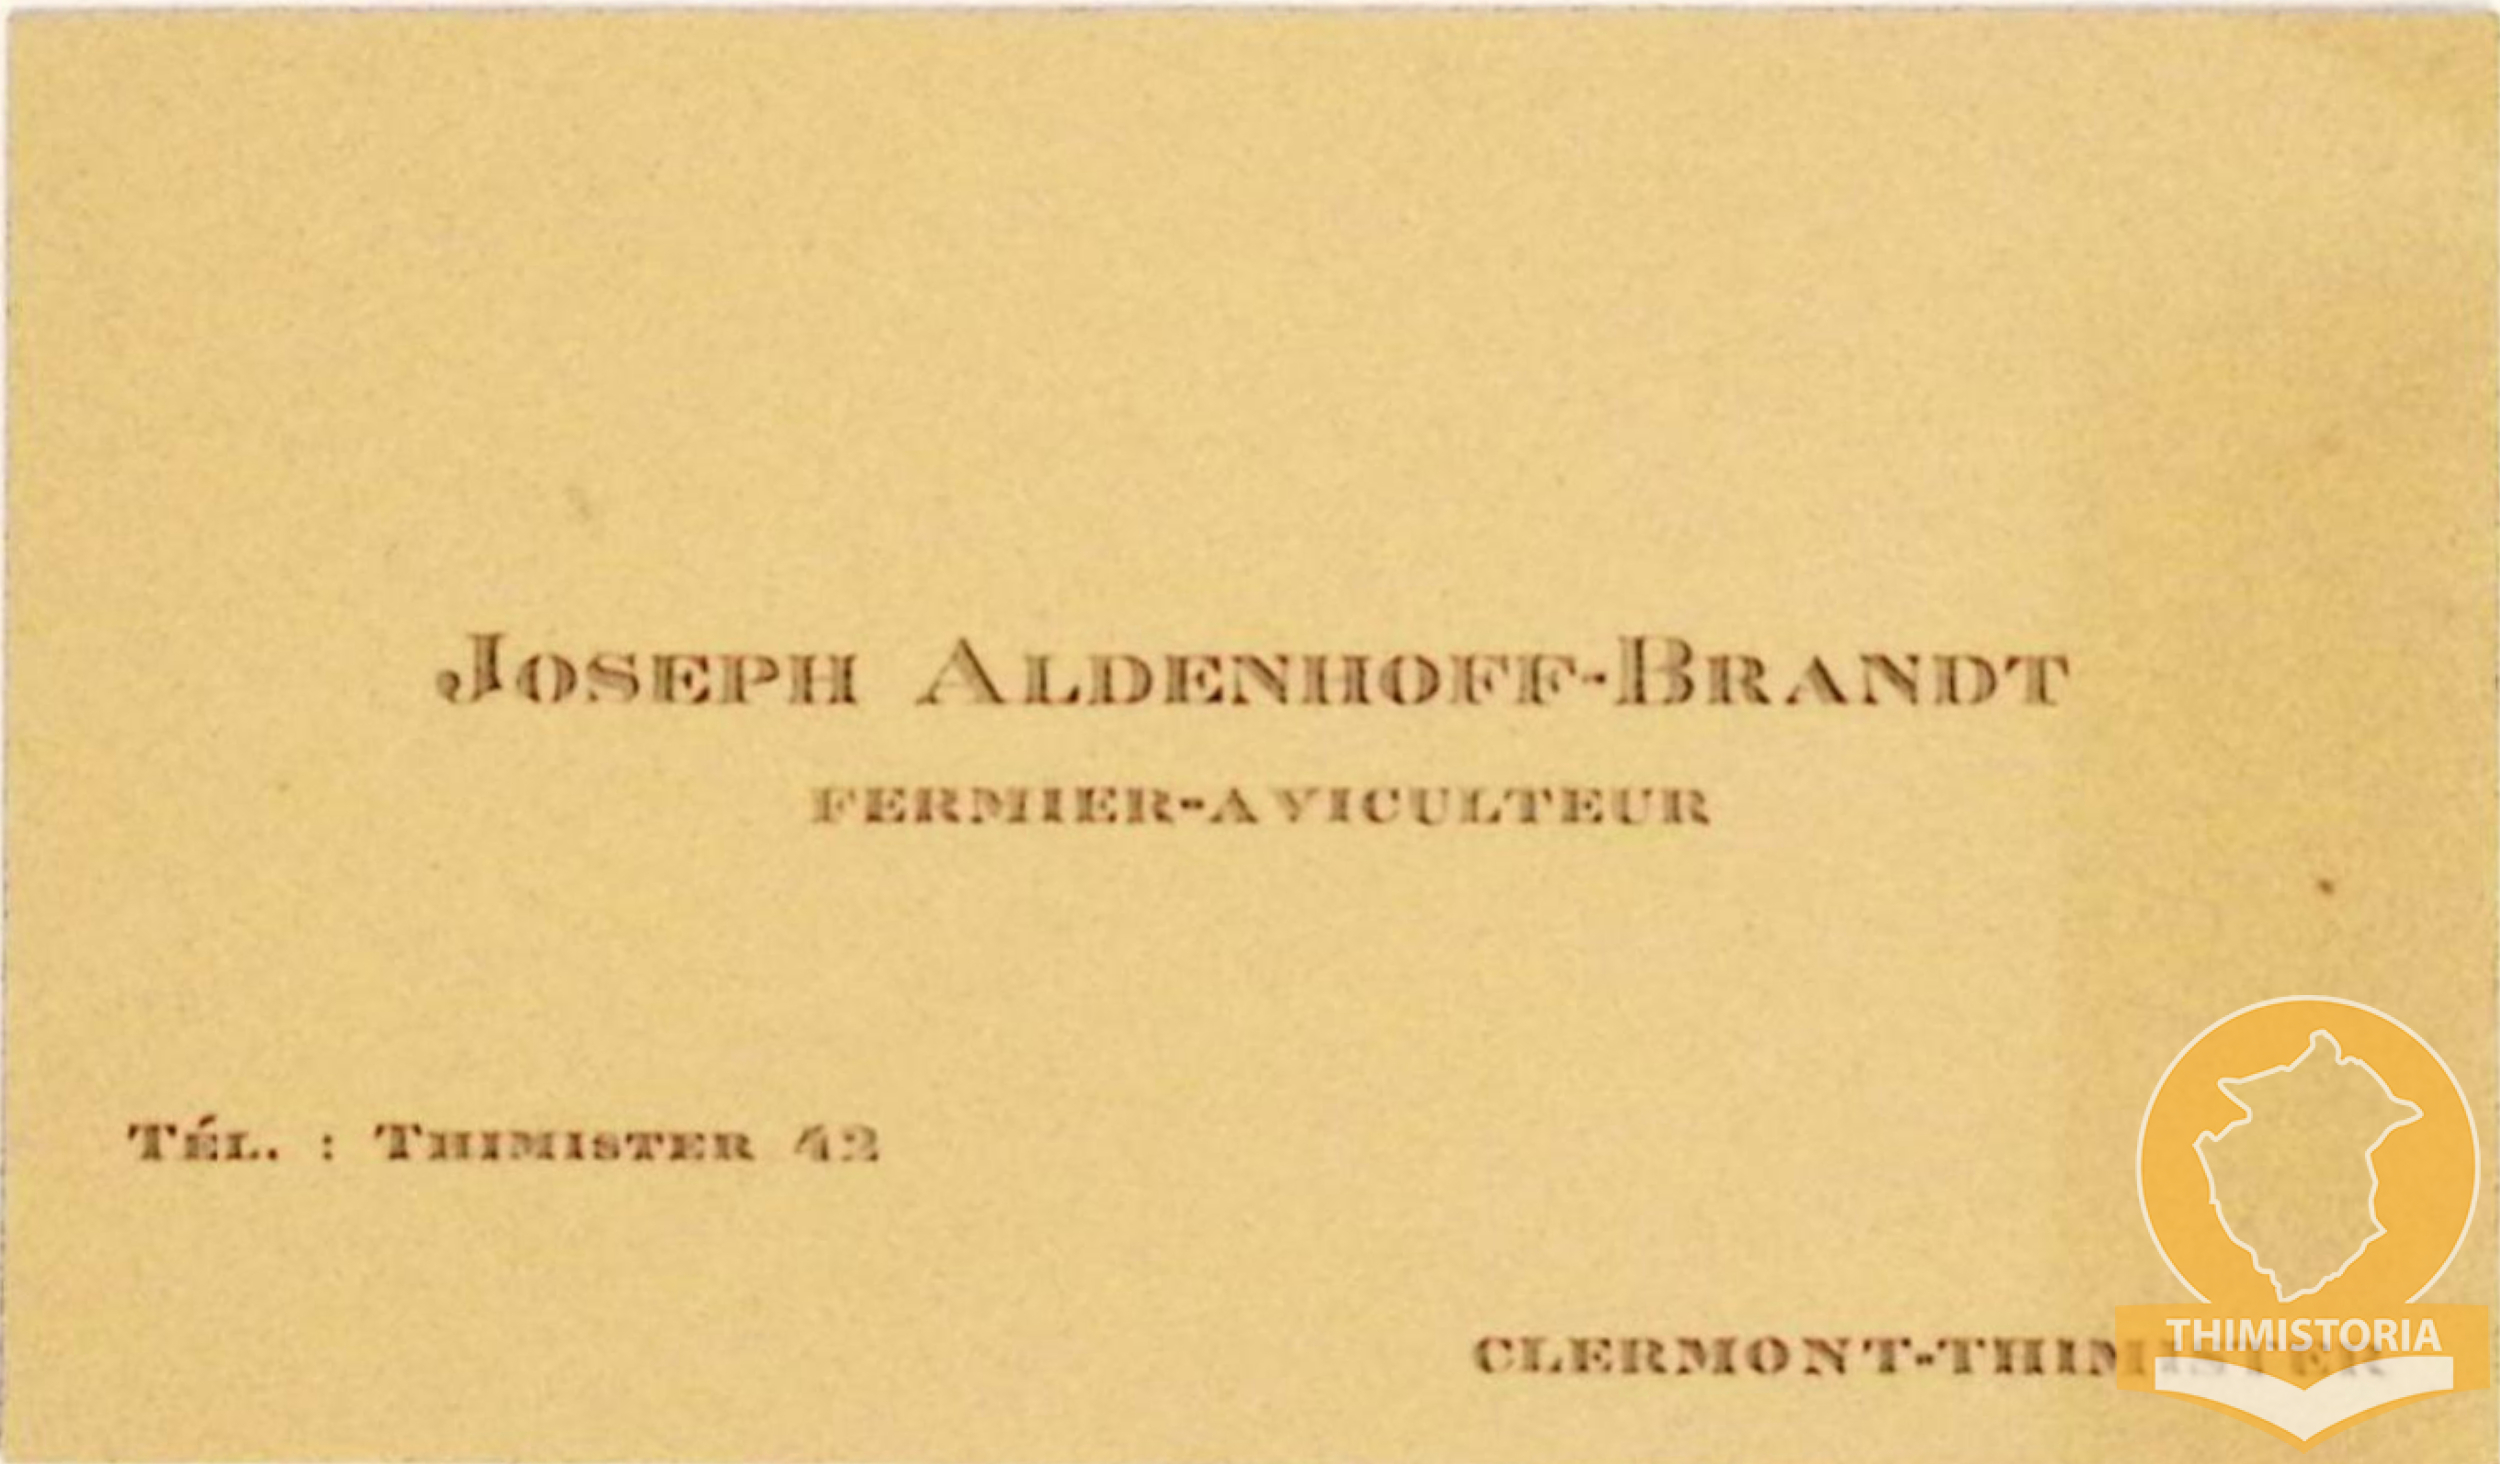 JOSEPH ALDENHOFF-BRANDT
FERMIER-AVICULTEUR
TÉL. : THIMISTER 42
CLERMONT-THIMISTER
THIMISTORIA